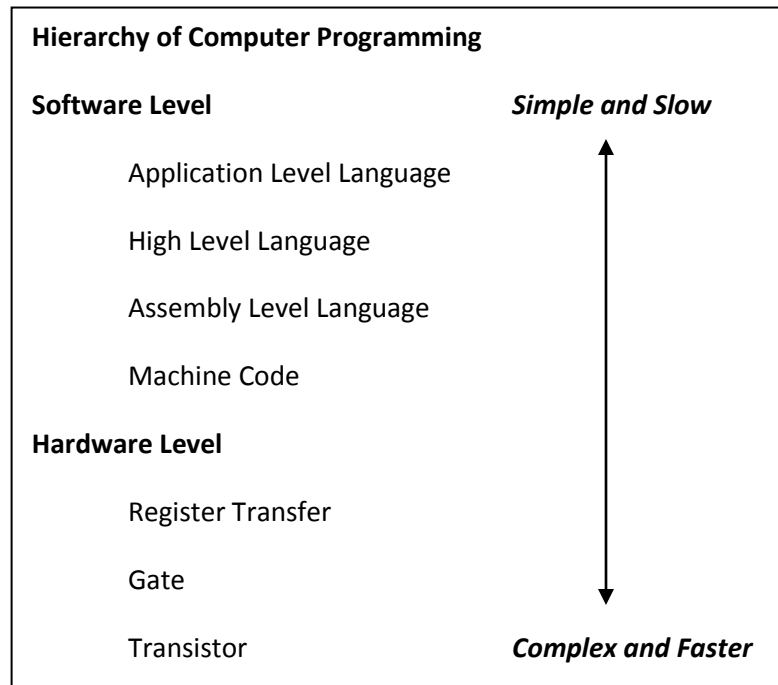 Hierarchy of Computer Programming
Software Level Simple and Slow
Application Level Language
High Level Language
Assembly Level Language
Machine Code
Hardware Level
Register Transfer
Gate
Transistor Complex and Faster